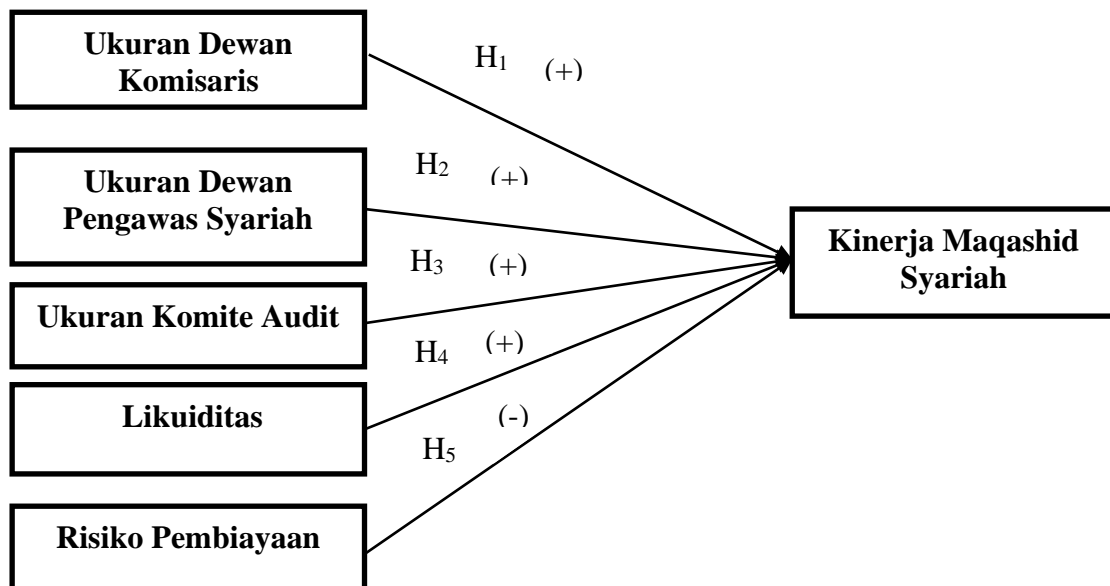 Ukuran Dewan
Komisaris
H1 (+)
Ukuran Dewan
Pengawas Syariah
H2 (+)
Kinerja Maqashid
Syariah
H3 (+)
Ukuran Komite Audit
H4 (+)
Likuiditas
(-)
H5
Risiko Pembiayaan